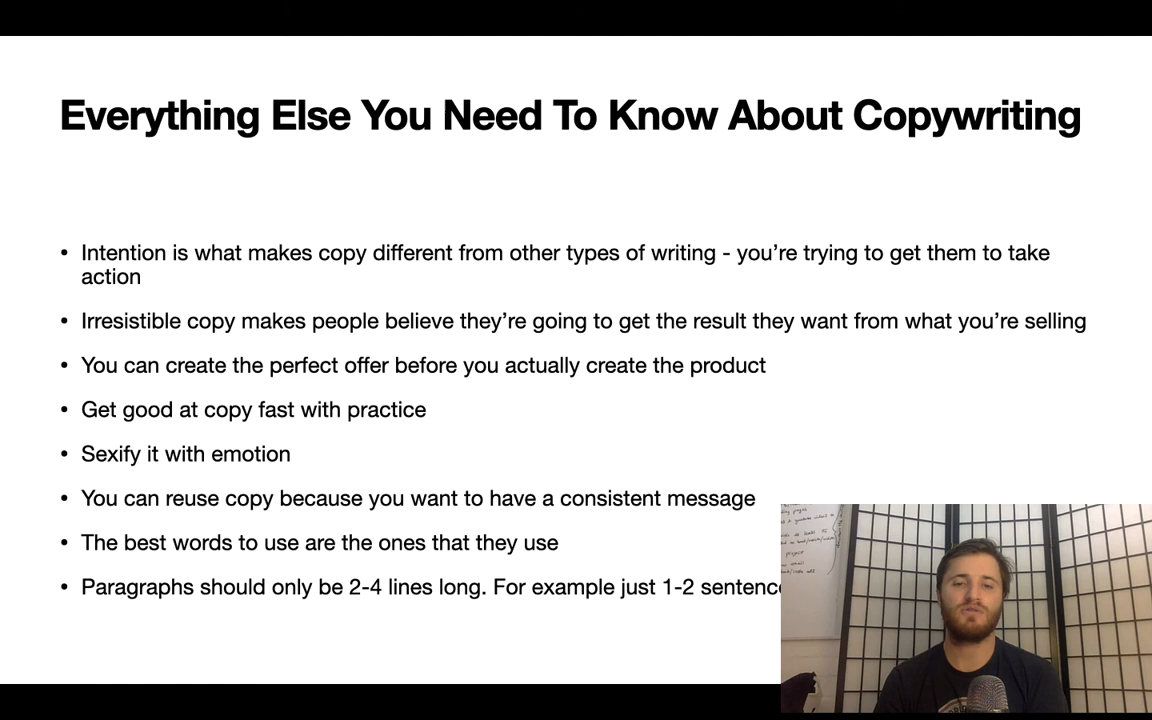 Everything Else You Need To Know About Copywriting
• Intention is what makes copy different from other types of writing - you’re trying to get them to take
action
• Irresistible copy makes people believe they’re going to get the result they want from what you’re selling
• You can create the perfect offer before you actually create the product
• Get good at copy fast with practice
• Sexify it with emotion
• You can reuse copy because you want to have a consistent message
• The best words to use are the ones that they use
• Paragraphs should only be 2-4 lines long. For example just 1-2 sentenc
project